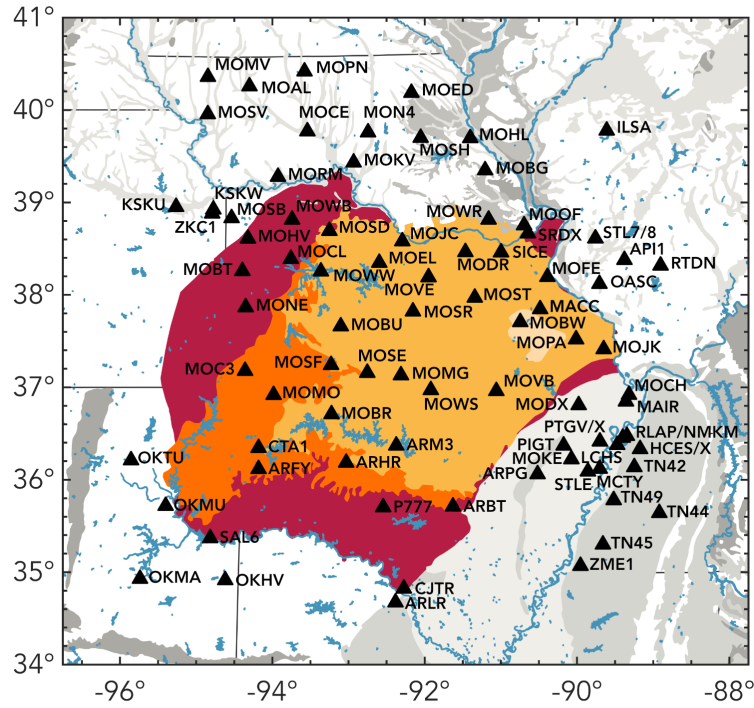 41°
MOMV
MOPN
MOAL
MOED
40°
MOSV
MOCE
MON4
MOSH
MOHL
ILSA
MOKV
MOBG
MORM
39°
KSKU
KSKW
ZKC1
MOSB
MOWB
MOWR
MOOF
MOSD
MOHV
MOJC
SRDX
STL7/8
MOCL
MOEL
MODR
SICE
API1
MOBT
MOWW
MOVE
MOFE
RTDN
OASC
38°
MONE
MOST
MACC
MOSR
MOBU
MOBW
MOPA
MOJK
MOC3
MOSF
MOSE
MOMG
37°
MOMO
MOWS
MOVB
MOCH
MODX
MAIR
MOBR
PTGV/X
RLAP/NMKM
CTA1
ARM3
PIGT
HCES/X
OKTU
ARFY
ARHR
MOKE
LCHS
TN42
36°
ARPG
STLE
MCTY
OKMU
P777
ARBT
TN49
TN44
SAL6
TN45
OKMA
OKHV
ZME1
35°
CJTR
ARLR
34°
-96°
-94°
-92°
-90°
-88°